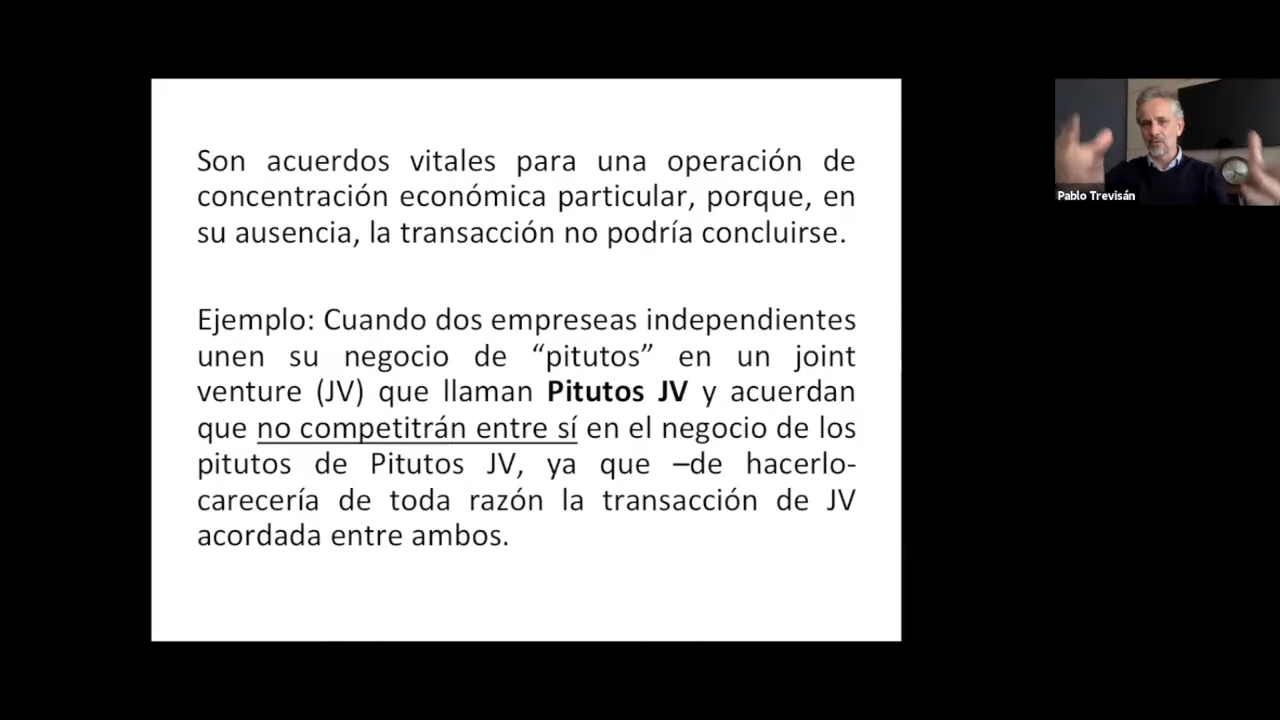 Son acuerdos vitales para una operación de
concentración económica particular, porque, en
su ausencia, la transacción no podría concluirse.
Ejemplo: Cuando dos empreseas independientes
unen su negocio de “pitutos” en un joint
venture (JV) que llaman Pitutos JV y acuerdan
que no competitrán entre sí en el negocio de los
pitutos de Pitutos JV, ya que –de hacerlo-
carecería de toda razón la transacción de JV
acordada entre ambos.
Pablo Trevisán